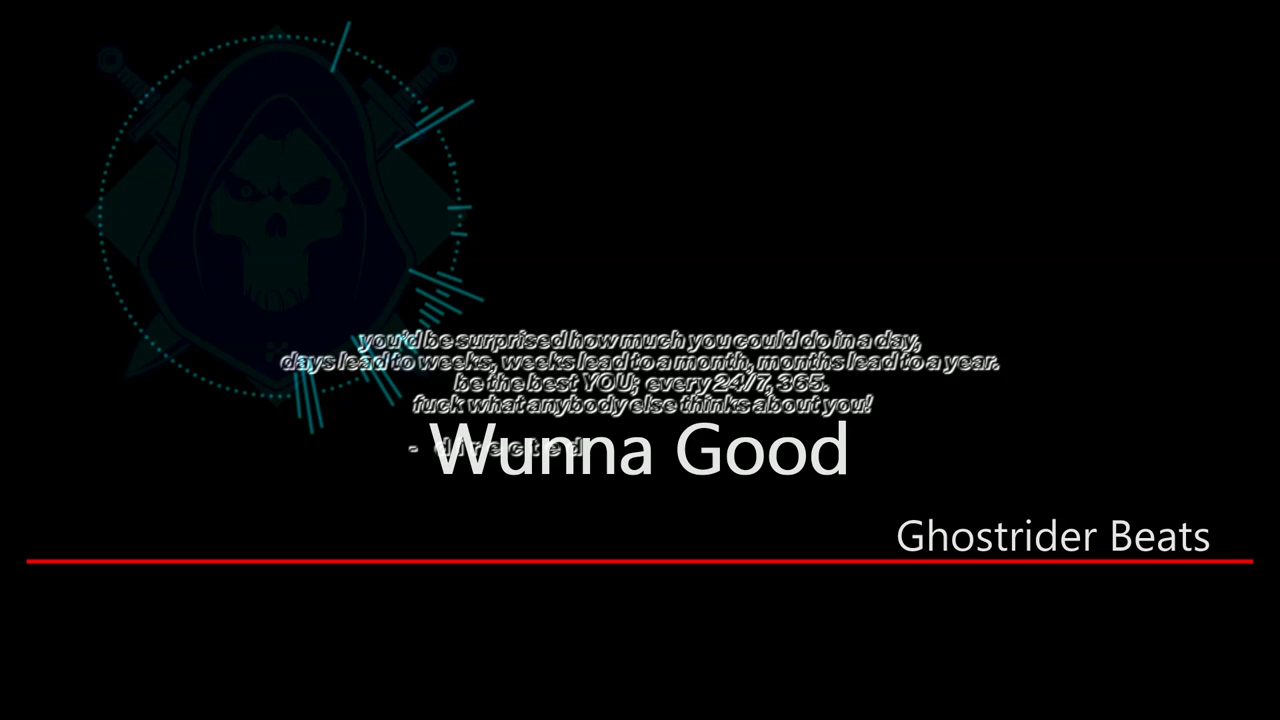 you'd be surprised how much you could do in a day,
days lead to weeks, weeks lead to a month, months lead to a year.
be the best YOU; every 24/7, 365.
fuck what anybody else thinks about you!
- directed
Wunna Good
Ghostrider Beats